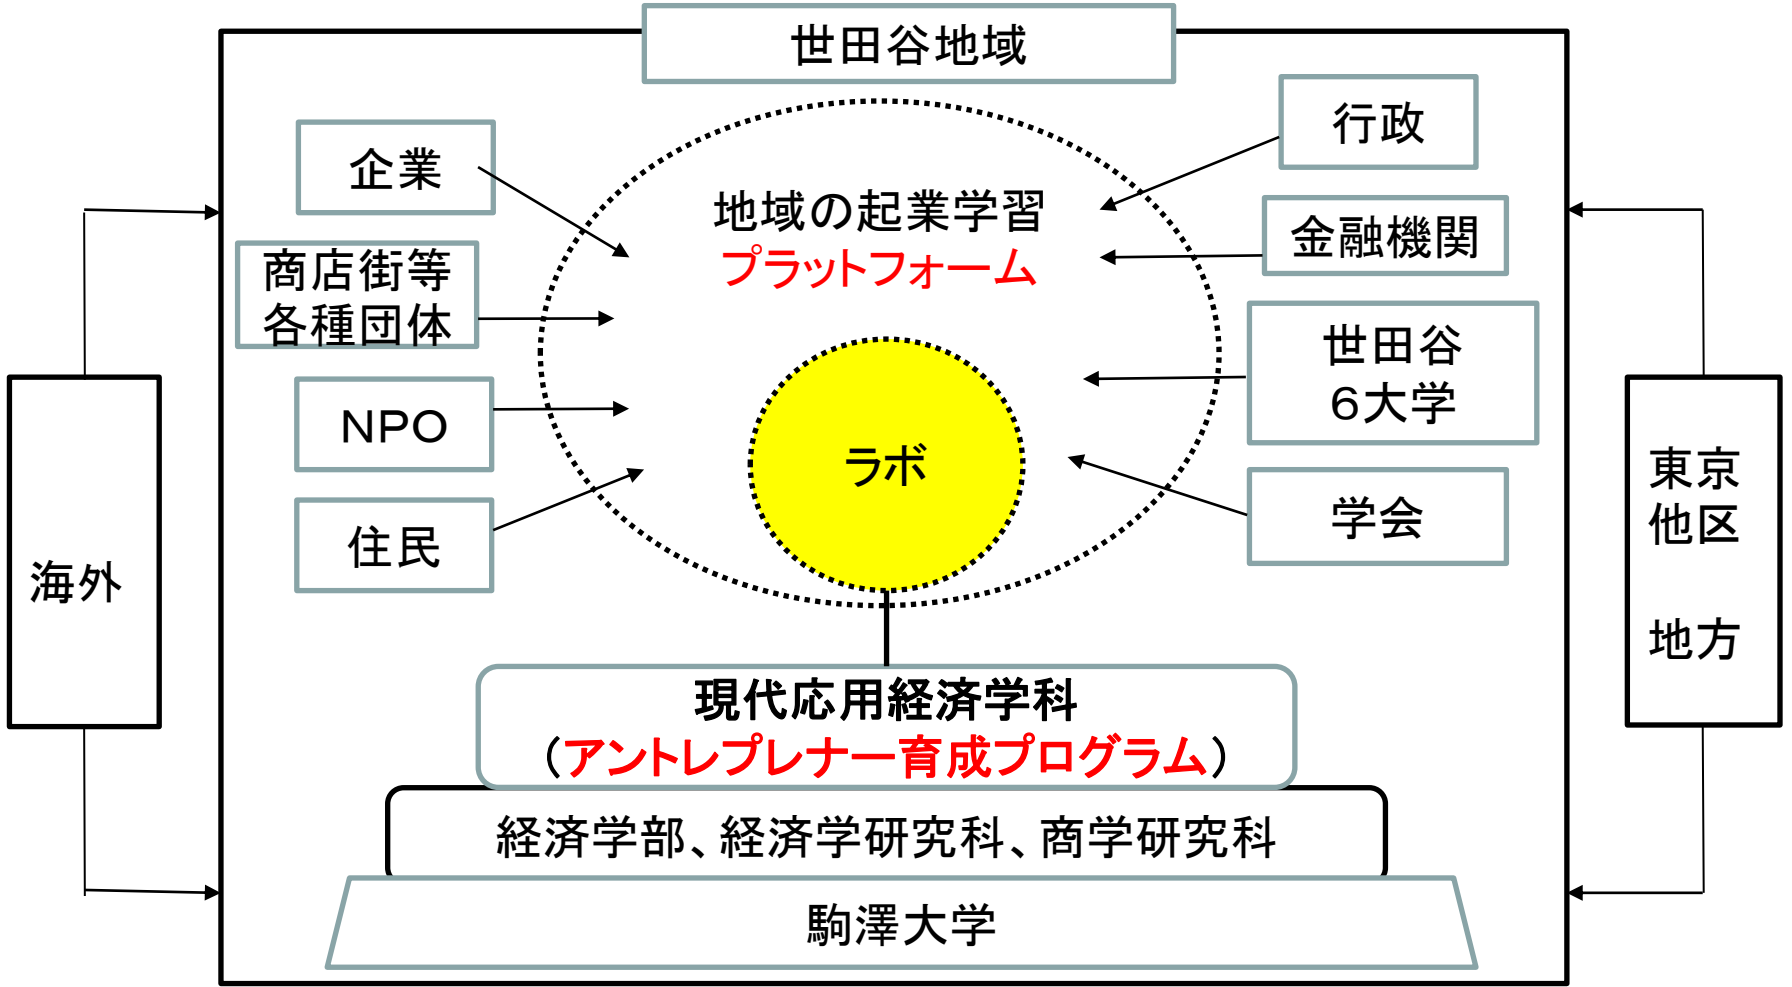 世田谷地域
企業
行政
地域の起業学習
プラットフォーム
金融機関
商店街等
各種団体
世田谷
６大学
NPO
ラボ
学会
住民
海外
東京
他区
地方
現代応用経済学科
（アントレプレナー育成プログラム）
経済学部、経済学研究科、商学研究科
駒澤大学